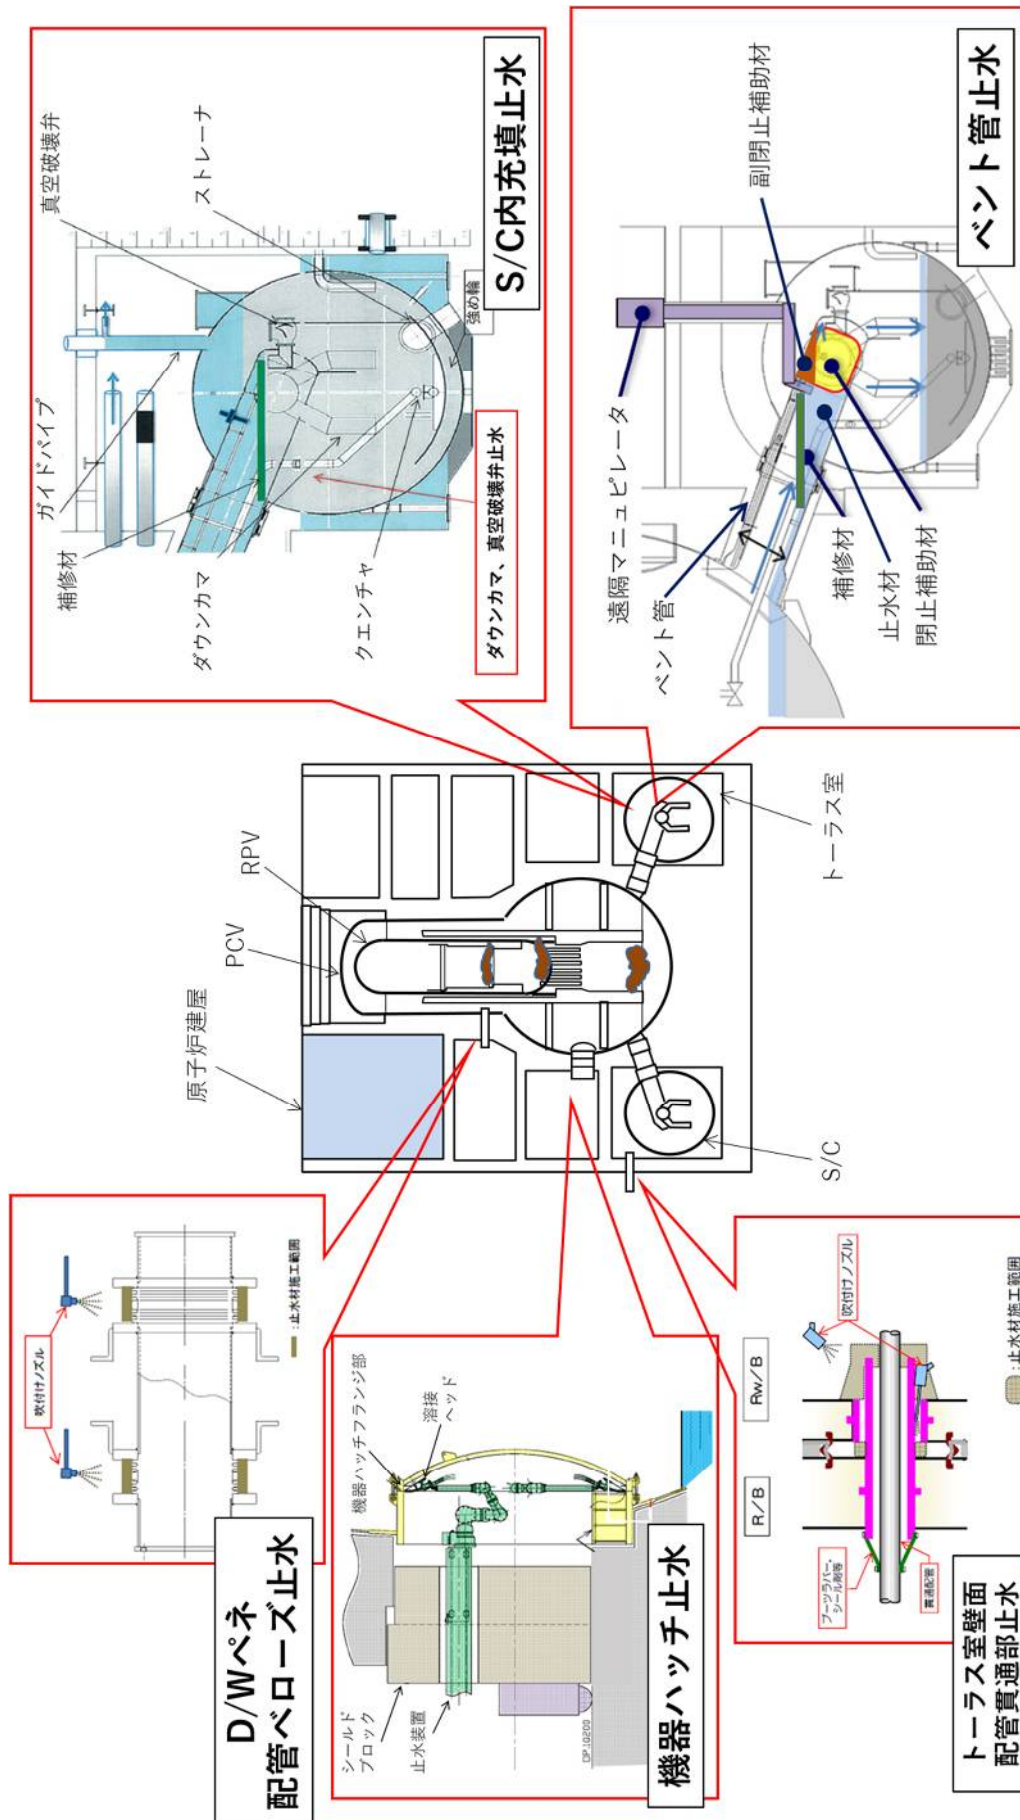 D/Wペネ
配管ベローズ止水
吹付けノズル
：止水材施工範囲
機器ハッチ止水
シールド
ブロック
止水装置
機器ハッチフランジ部
溶接
ヘッド
OP.10200
トーラス室壁面
配管貫通部止水
R/B
Rw/B
ブーツラバー、
シール剤等
貫通配管
吹付けノズル
：止水材施工範囲
原子炉建屋
PCV
RPV
S/C
トーラス室
S/C内充填止水
ガイドパイプ
補修材
ダウンカマ
クエンチャ
ダウンカマ、真空破壊弁止水
真空破壊弁
ストレーナ
強め輪
ベント管止水
遠隔マニュピレータ
ベント管
補修材
止水材
閉止補助材
副閉止補助材